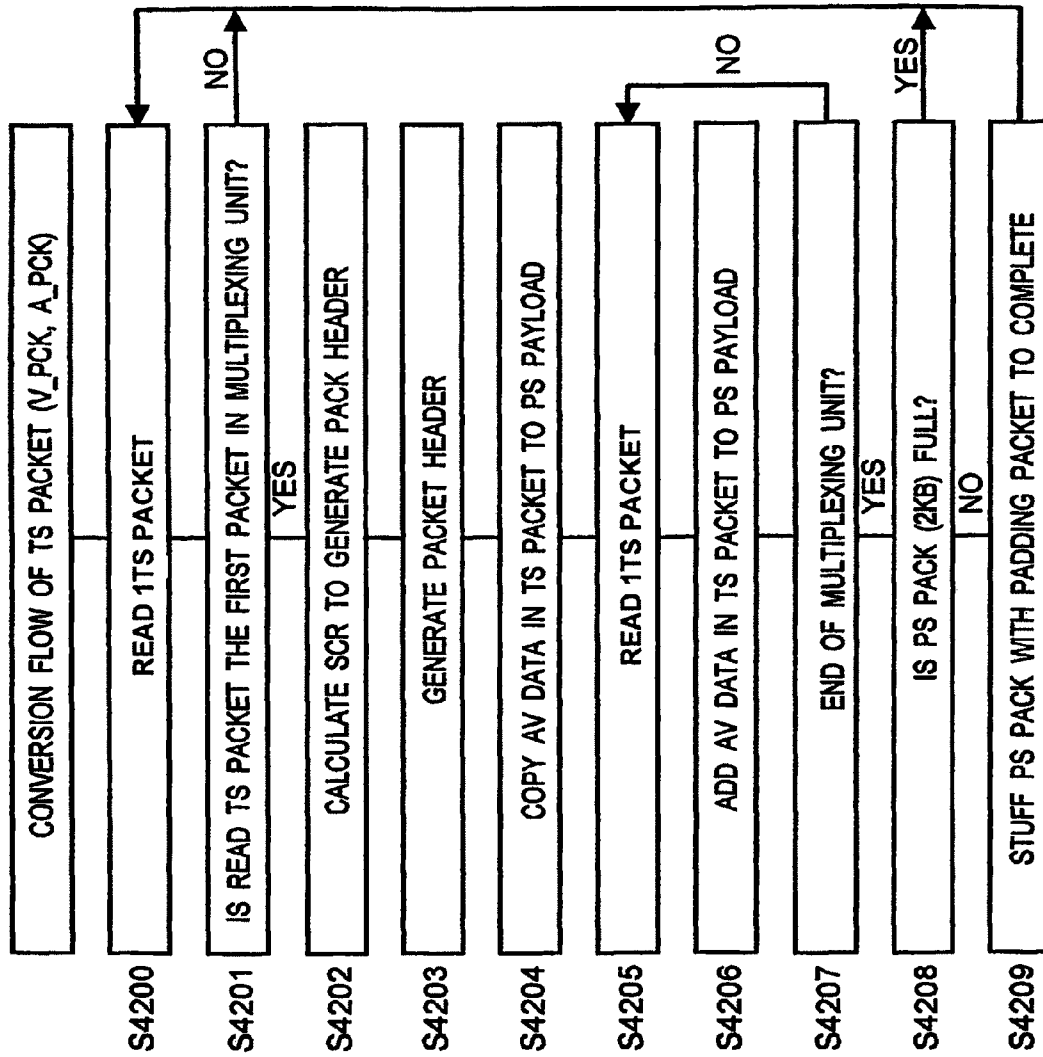 CONVERSION FLOW OF TS PACKET (V_PCK, A_PCK)
S4200 READ 1TS PACKET
S4201 IS READ TS PACKET THE FIRST PACKET IN MULTIPLEXING UNIT? NO
YES
S4202 CALCULATE SCR TO GENERATE PACK HEADER
S4203 GENERATE PACKET HEADER
S4204 COPY AV DATA IN TS PACKET TO PS PAYLOAD
S4205 READ 1TS PACKET
S4206 ADD AV DATA IN TS PACKET TO PS PAYLOAD
NO
S4207 END OF MULTIPLEXING UNIT?
YES
S4208 IS PS PACK (2KB) FULL? YES
NO
S4209 STUFF PS PACK WITH PADDING PACKET TO COMPLETE